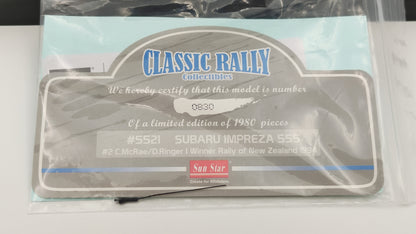 CLASSIC RALLY
Collectibles
We hereby certify that this model is number
0830
Of a limited edition of 1980 pieces
#5521 SUBARU IMPREZA 555
#2 C.McRae/D.Ringer | Winner Rally of New Zealand 1994
Sun Star